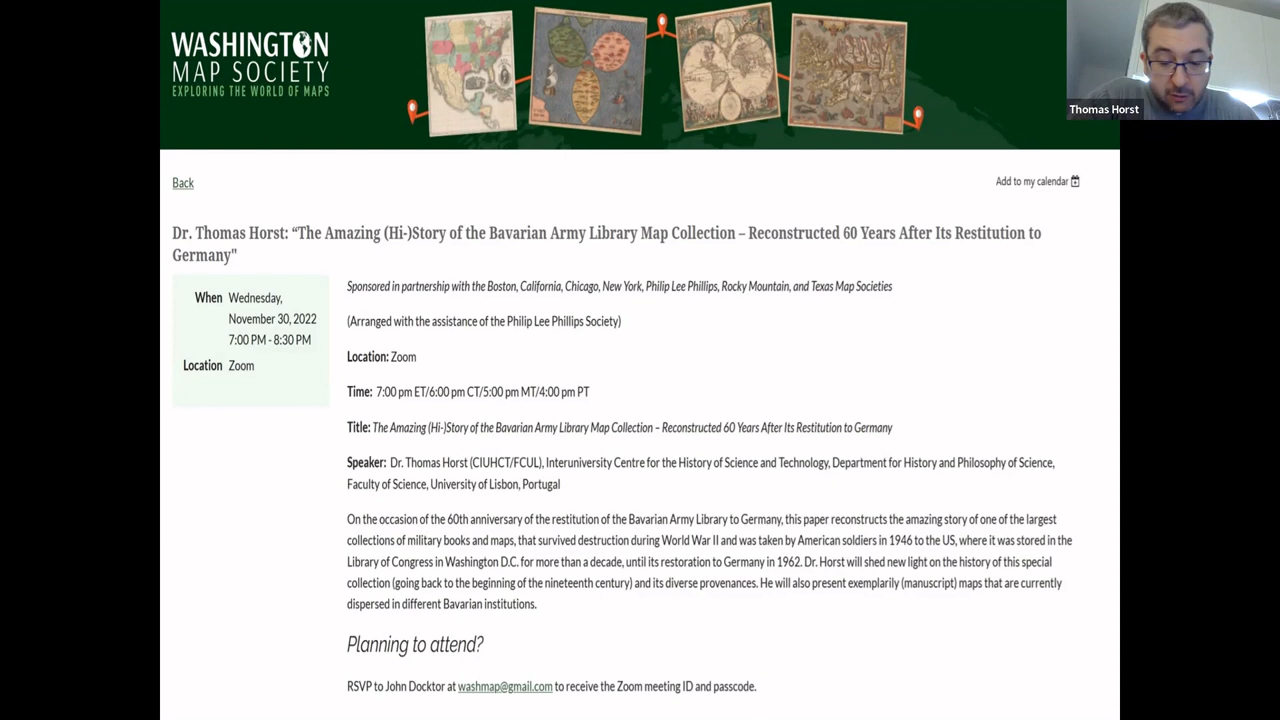 WASHINGTON
MAP SOCIETY
EXPLORING THE WORLD OF MAPS
Thomas Horst
Back
Add to my calendar
Dr. Thomas Horst: “The Amazing (Hi-)Story of the Bavarian Army Library Map Collection – Reconstructed 60 Years After Its Restitution to
Germany"
When Wednesday,
November 30, 2022
7:00 PM - 8:30 PM
Location Zoom
Sponsored in partnership with the Boston, California, Chicago, New York, Philip Lee Phillips, Rocky Mountain, and Texas Map Societies
(Arranged with the assistance of the Philip Lee Phillips Society)
Location: Zoom
Time: 7:00 pm ET/6:00 pm CT/5:00 pm MT/4:00 pm PT
Title: The Amazing (Hi-)Story of the Bavarian Army Library Map Collection – Reconstructed 60 Years After Its Restitution to Germany
Speaker: Dr. Thomas Horst (CIUHCT/FCUL), Interuniversity Centre for the History of Science and Technology, Department for History and Philosophy of Science,
Faculty of Science, University of Lisbon, Portugal
On the occasion of the 60th anniversary of the restitution of the Bavarian Army Library to Germany, this paper reconstructs the amazing story of one of the largest
collections of military books and maps, that survived destruction during World War II and was taken by American soldiers in 1946 to the US, where it was stored in the
Library of Congress in Washington D.C. for more than a decade, until its restoration to Germany in 1962. Dr. Horst will shed new light on the history of this special
collection (going back to the beginning of the nineteenth century) and its diverse provenances. He will also present exemplarily (manuscript) maps that are currently
dispersed in different Bavarian institutions.
Planning to attend?
RSVP to John Docktor at washmap@gmail.com to receive the Zoom meeting ID and passcode.